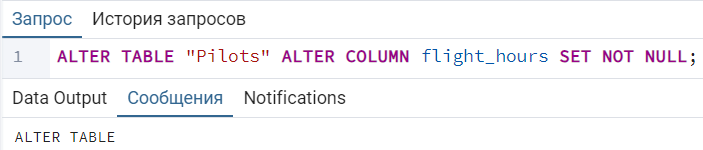 Запрос История запросов
1 ALTER TABLE "Pilots" ALTER COLUMN flight_hours SET NOT NULL;
Data Output Сообщения Notifications
ALTER TABLE